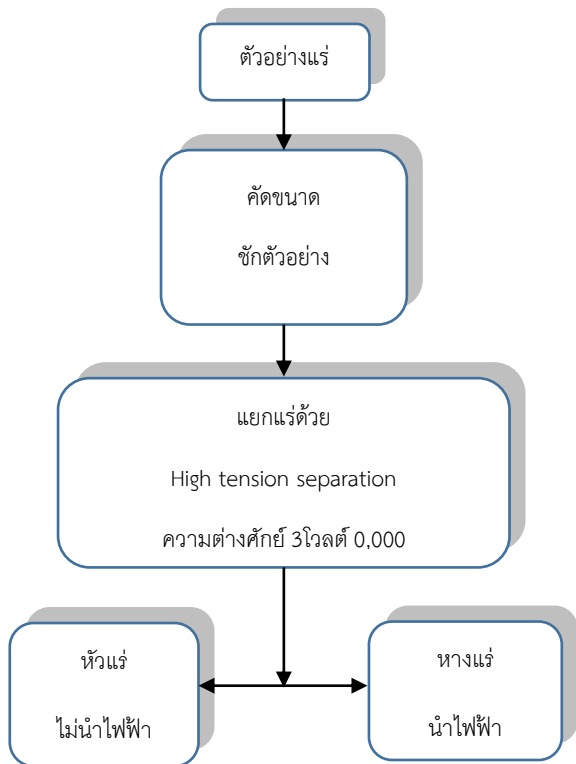 ตัวอย่างแร่
คัดขนาด
ชักตัวอย่าง
แยกแร่ด้วย
High tension separation
ความต่างศักย์ 3โวลต์ 0,000
หัวแร่
ไม่นำไฟฟ้า
หางแร่
นำไฟฟ้า